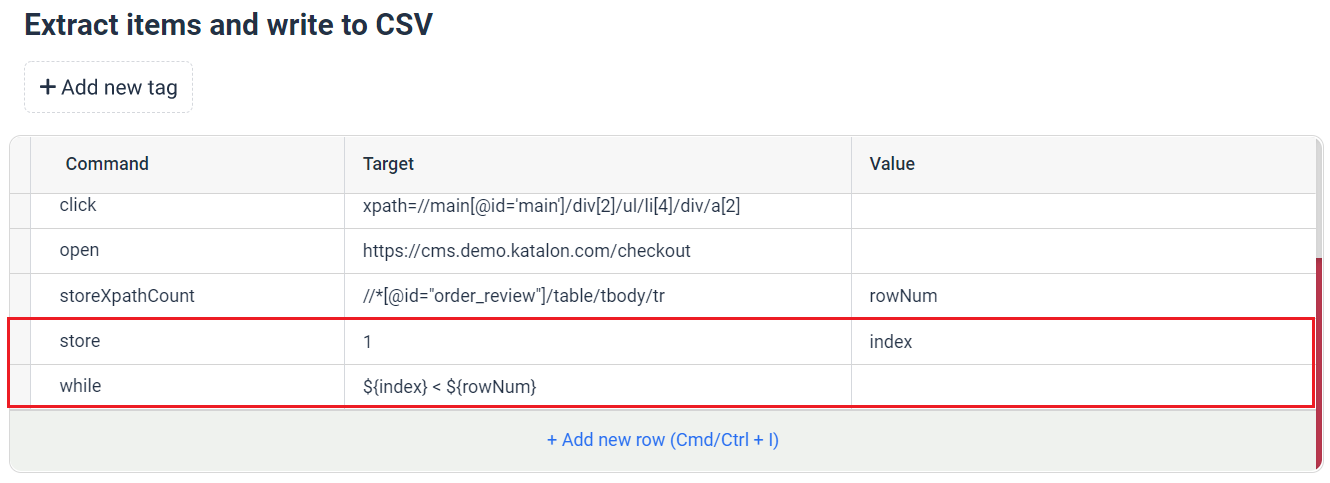 Extract items and write to CSV
+ Add new tag
Command Target Value
click xpath=//main[@id='main']/div[2]/ul/li[4]/div/a[2]
open https://cms.demo.katalon.com/checkout
storeXpathCount //*[@id="order_review"]/table/tbody/tr rowNum
store 1 index
while ${index} < ${rowNum}
+ Add new row (Cmd/Ctrl + I)